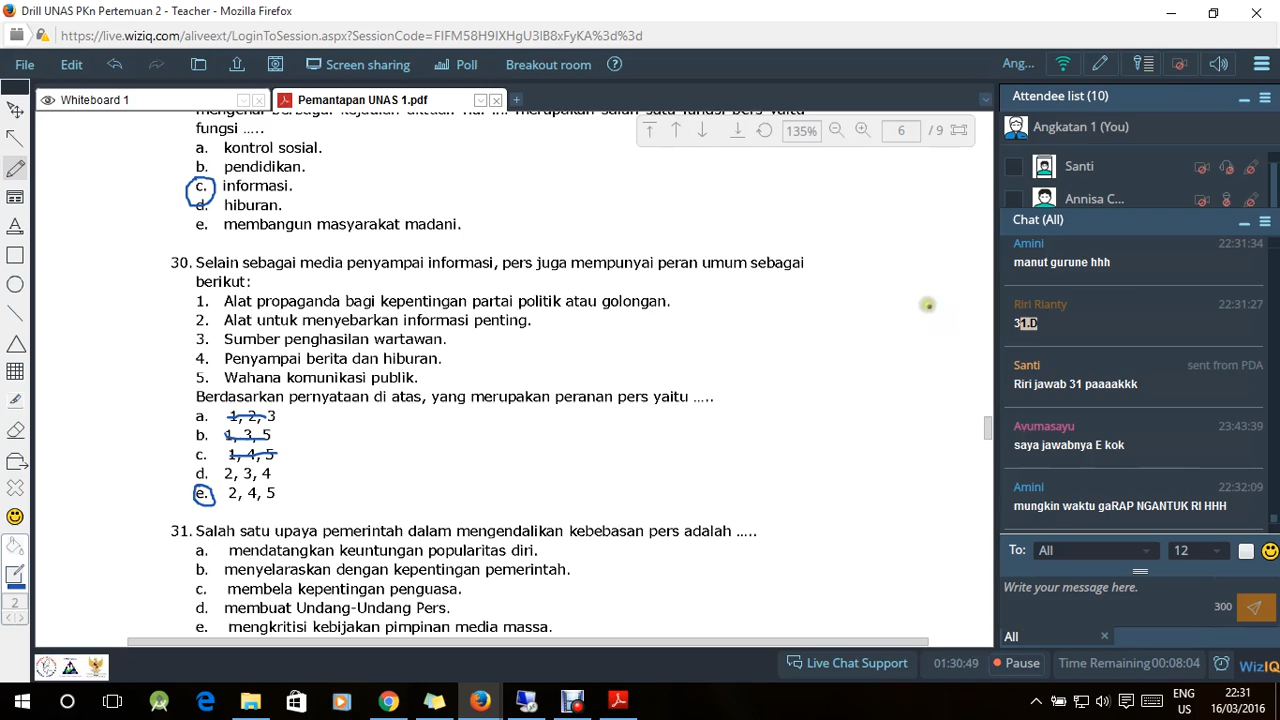 Drill UNAS PKn Pertemuan 2 - Teacher - Mozilla Firefox
https://live.wiziq.com/aliveext/LoginToSession.aspx?SessionCode=FIFM58H9IXHgU3lB8xFyKA%3d%3d
File Edit Screen sharing Poll Breakout room Ang...
Whiteboard 1
Pemantapan UNAS 1.pdf
135% 6 / 9
fungsi .....
a. kontrol sosial.
b. pendidikan.
c. informasi.
d. hiburan.
e. membangun masyarakat madani.
30. Selain sebagai media penyampai informasi, pers juga mempunyai peran umum sebagai
berikut:
1. Alat propaganda bagi kepentingan partai politik atau golongan.
2. Alat untuk menyebarkan informasi penting.
3. Sumber penghasilan wartawan.
4. Penyampai berita dan hiburan.
5. Wahana komunikasi publik.
Berdasarkan pernyataan di atas, yang merupakan peranan pers yaitu .....
a. 1, 2, 3
b. 1, 3, 5
c. 1, 4, 5
d. 2, 3, 4
e. 2, 4, 5
31. Salah satu upaya pemerintah dalam mengendalikan kebebasan pers adalah .....
a. mendatangkan keuntungan popularitas diri.
b. menyelaraskan dengan kepentingan pemerintah.
c. membela kepentingan penguasa.
d. membuat Undang-Undang Pers.
e. mengkritisi kebijakan pimpinan media massa.
2
Attendee list (10)
Angkatan 1 (You)
Santi
Annisa C...
Chat (All)
Amini 22:31:34
manut gurune hhh
Riri Rianty 22:31:27
31.D
Santi sent from PDA
Riri jawab 31 paaaakkk
Avumasayu 23:43:39
saya jawabnya E kok
Amini 22:32:09
mungkin waktu gaRAP NGANTUK RI HHH
To: All 12
Write your message here.
300
All
Live Chat Support 01:30:49 Pause Time Remaining 00:08:04 WizIQ
ENG
US
22:31
16/03/2016